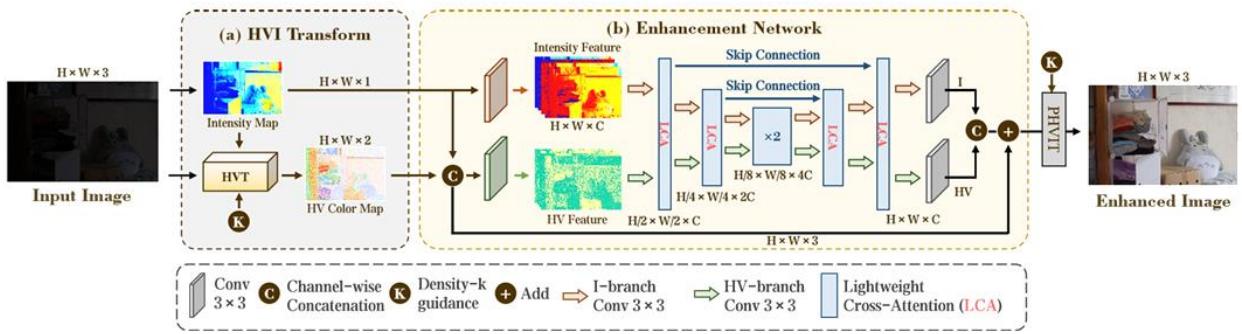 (a) HVI Transform
(b) Enhancement Network
H × W × 3
Input Image
Intensity Map
H × W × 1
HVT
K
H × W × 2
HV Color Map
C
Intensity Feature
H × W × C
HV Feature
H/2 × W/2 × C
LCA
Skip Connection
Skip Connection
LCA
H/4 × W/4 × 2C
×2
H/8 × W/8 × 4C
LCA
LCA
H × W × C
I
HV
C
+
H × W × 3
K
PHVIT
H × W × 3
Enhanced Image
Conv
3 × 3
C
Channel-wise
Concatenation
K
Density-k
guidance
+
Add
I-branch
Conv 3 × 3
HV-branch
Conv 3 × 3
Lightweight
Cross-Attention (LCA)